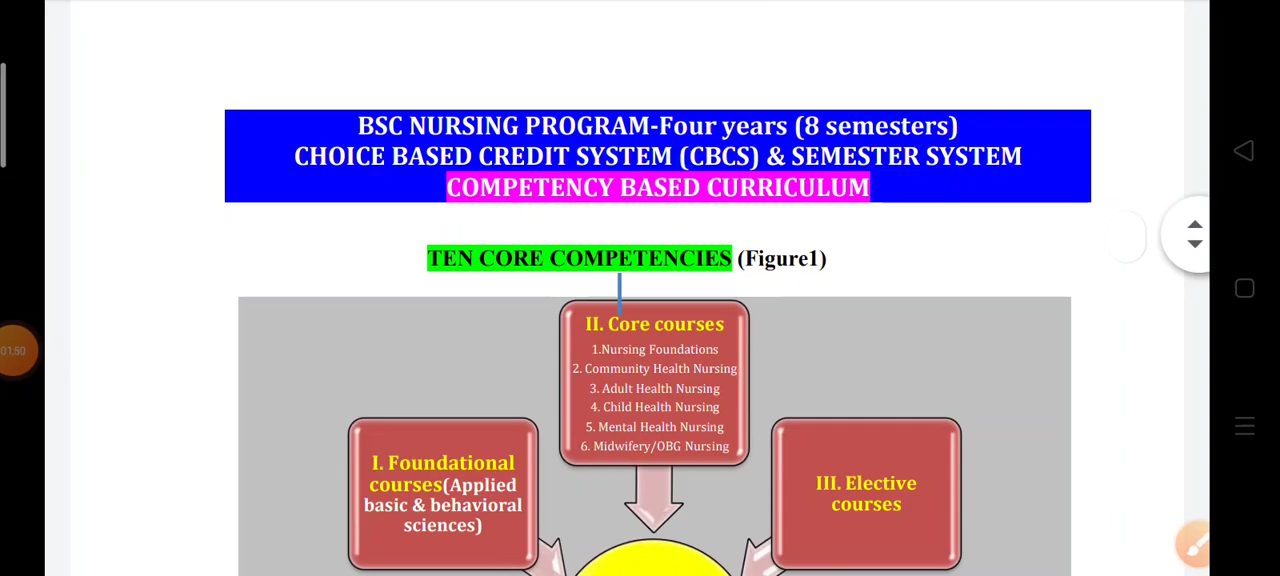 BSC NURSING PROGRAM-Four years (8 semesters)
CHOICE BASED CREDIT SYSTEM (CBCS) & SEMESTER SYSTEM
COMPETENCY BASED CURRICULUM
TEN CORE COMPETENCIES (Figure1)
II. Core courses
1.Nursing Foundations
2. Community Health Nursing
3. Adult Health Nursing
4. Child Health Nursing
5. Mental Health Nursing
6. Midwifery/OBG Nursing
I. Foundational
courses(Applied
basic & behavioral
sciences)
III. Elective
courses
01:50